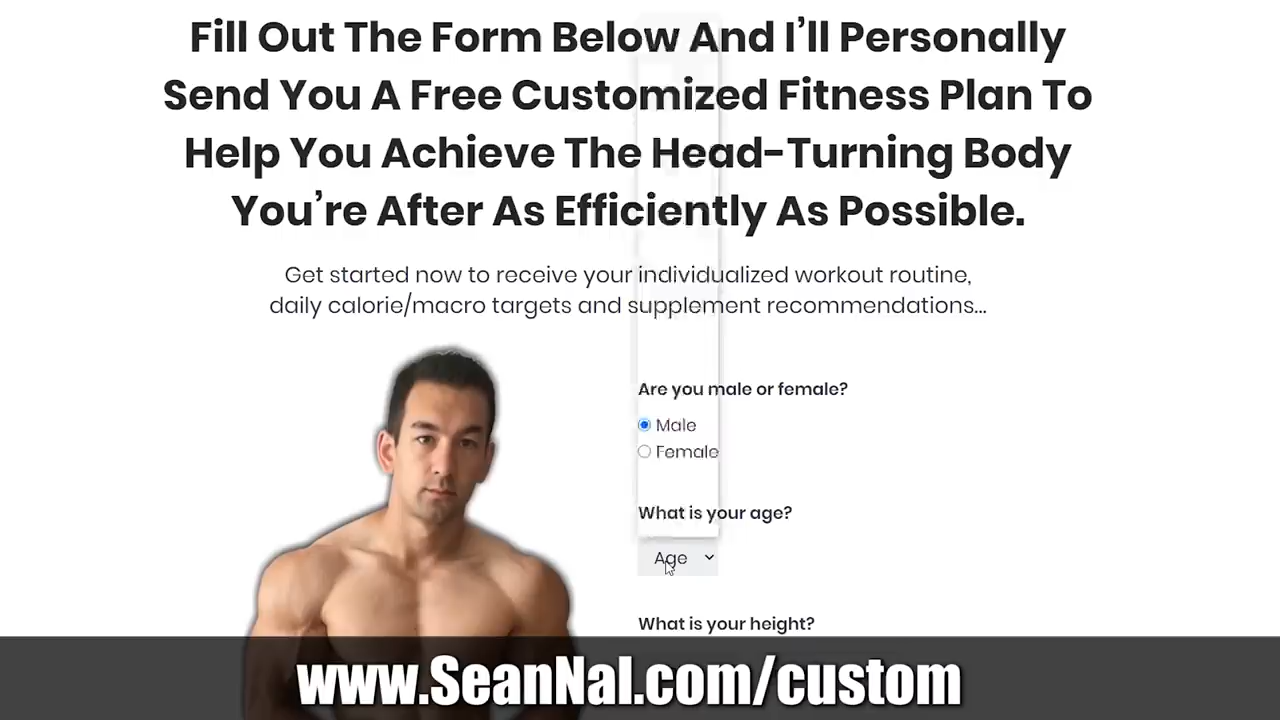 Fill Out The Form Below And I’ll Personally
Send You A Free Customized Fitness Plan To
Help You Achieve The Head-Turning Body
You’re After As Efficiently As Possible.
Get started now to receive your individualized workout routine,
daily calorie/macro targets and supplement recommendations...
Are you male or female?
Male
Female
What is your age?
Age
What is your height?
www.SeanNal.com/custom